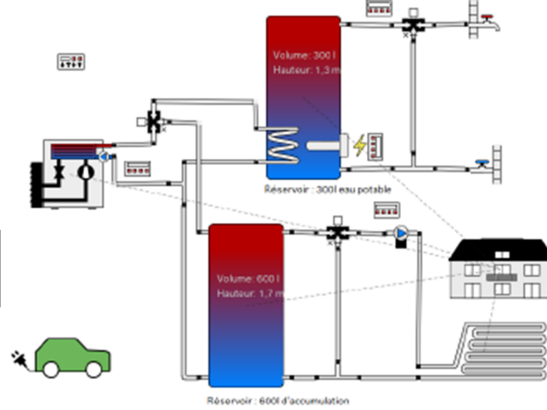 Volume: 300 l
Hauteur: 1,3 m
Réservoir : 300l eau potable
Volume: 600 l
Hauteur: 1,7 m
Réservoir : 600l d'accumulation